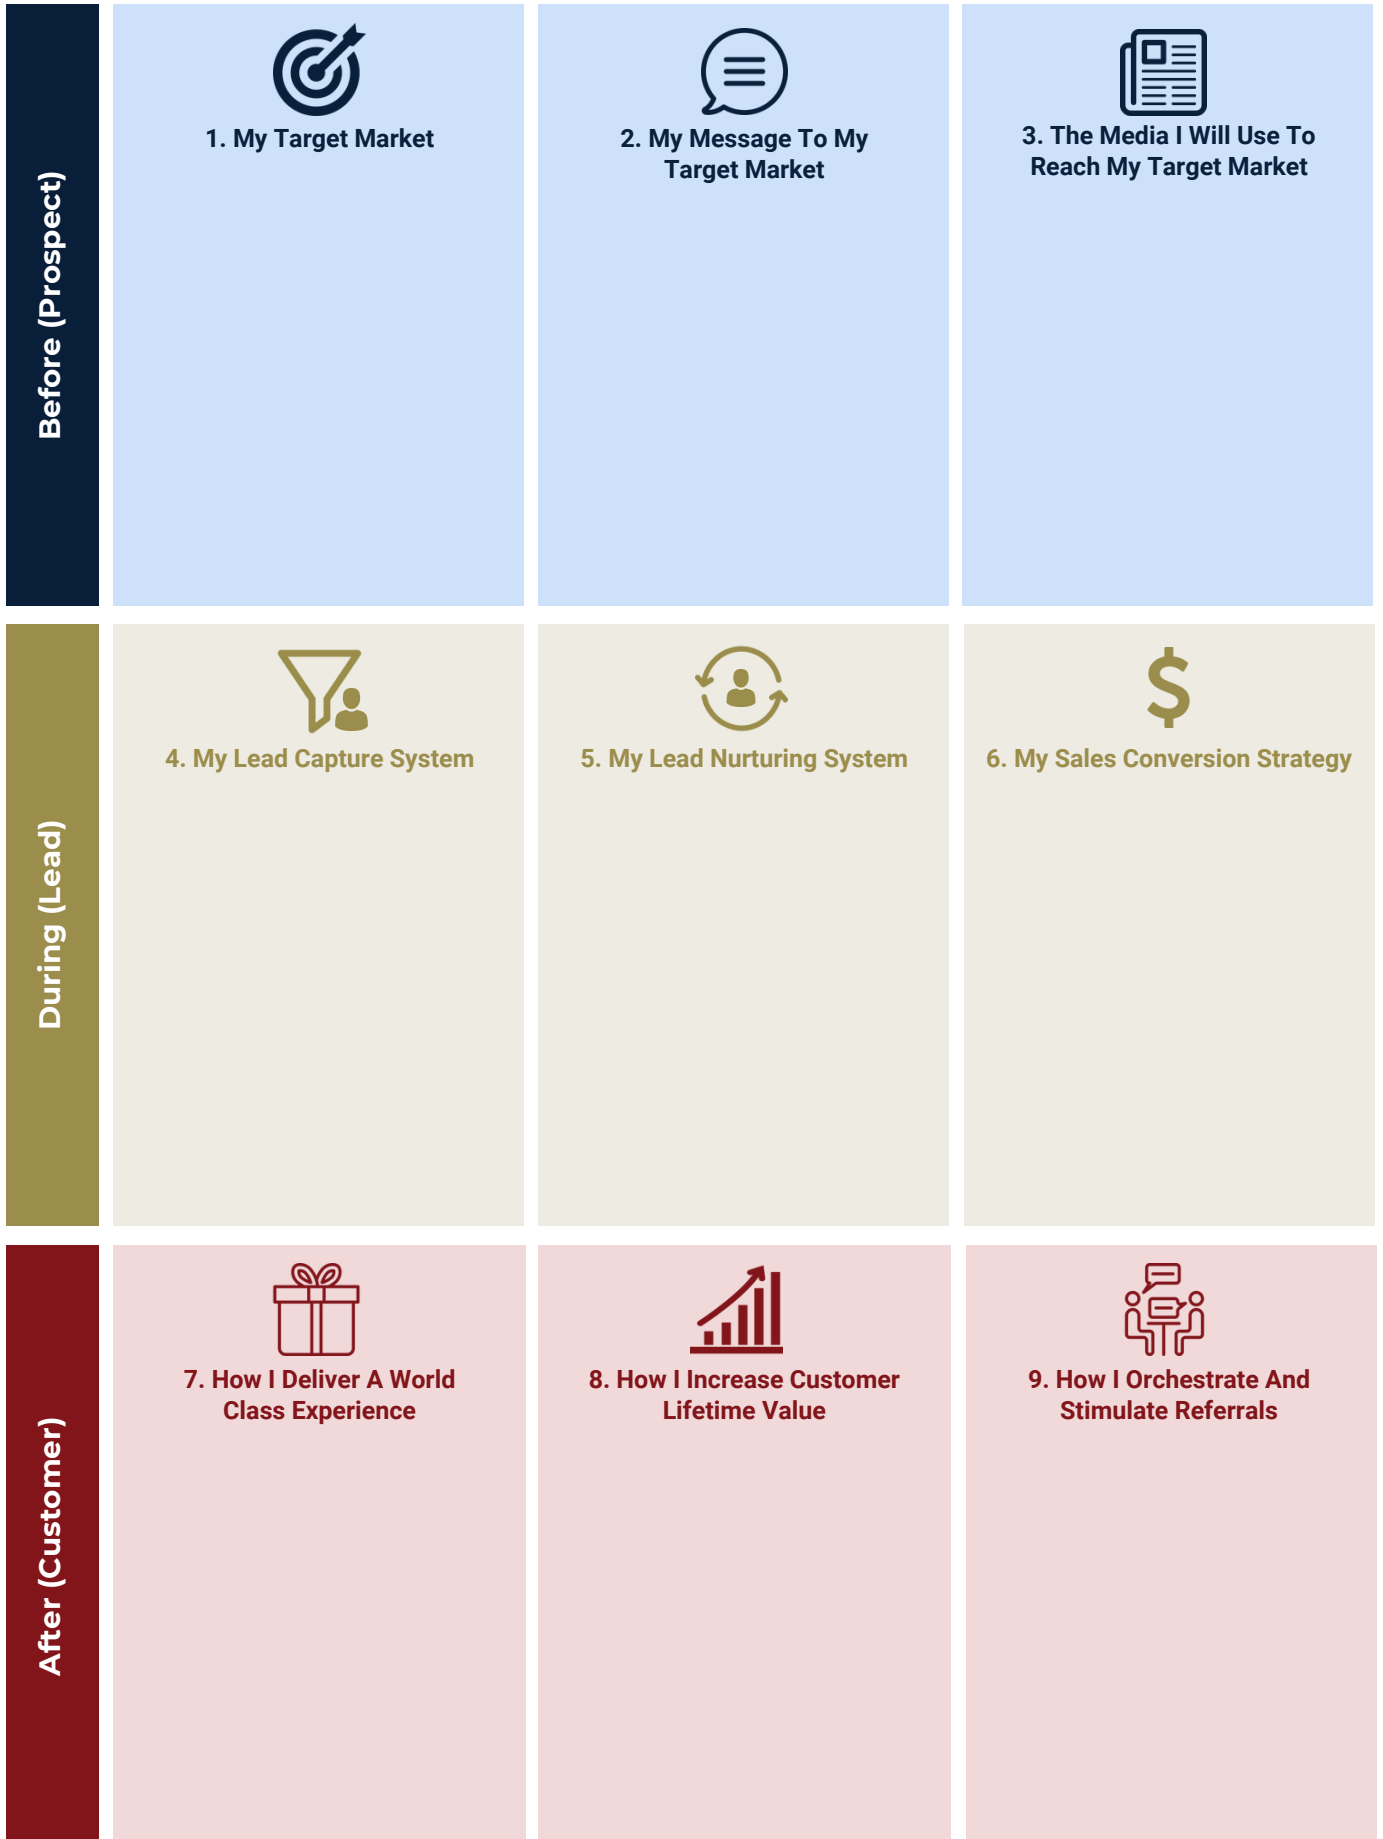 Before (Prospect)
1. My Target Market
2. My Message To My
Target Market
3. The Media I Will Use To
Reach My Target Market
During (Lead)
4. My Lead Capture System
5. My Lead Nurturing System
6. My Sales Conversion Strategy
After (Customer)
7. How I Deliver A World
Class Experience
8. How I Increase Customer
Lifetime Value
9. How I Orchestrate And
Stimulate Referrals